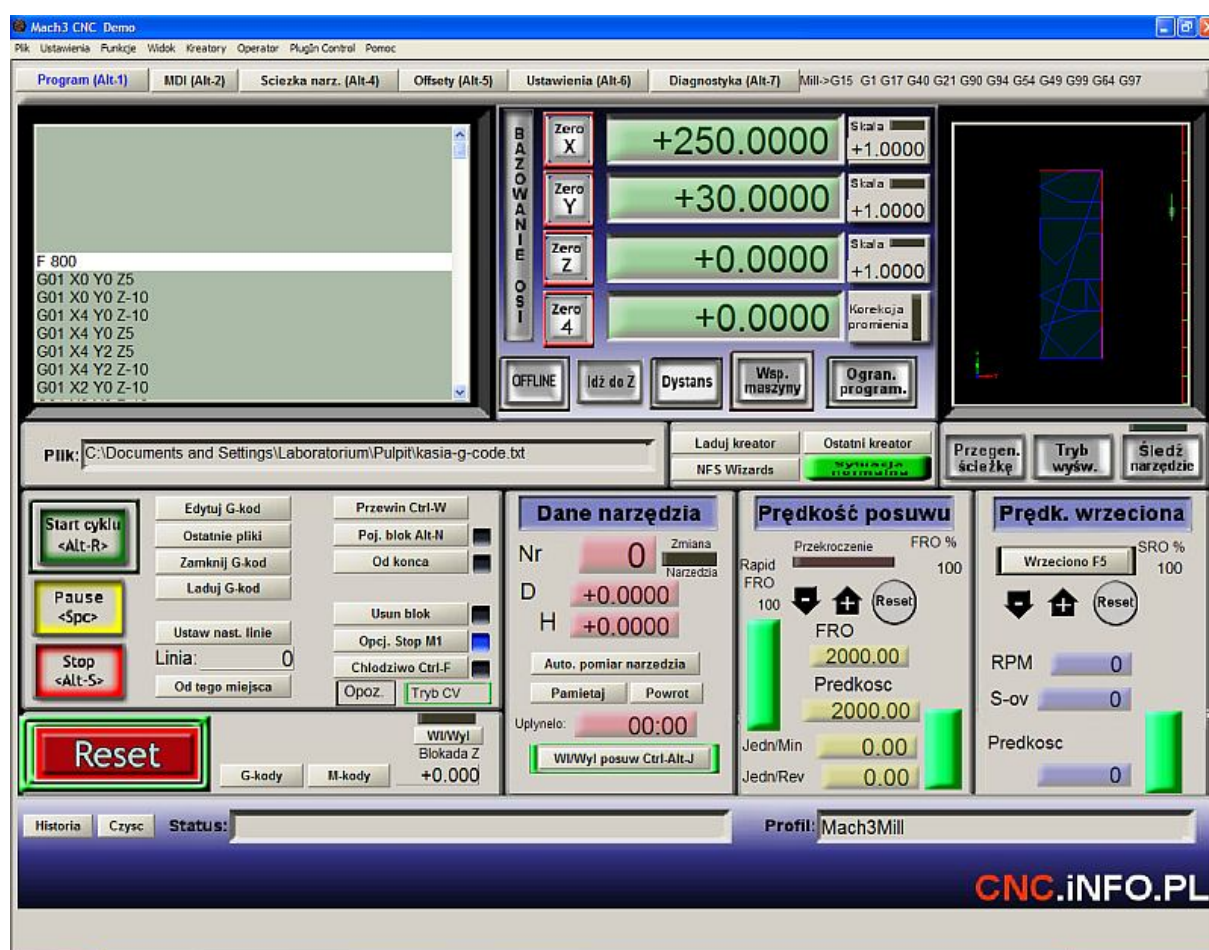 Mach3 CNC Demo
Plik Ustawienia Funkcje Widok Kreatory Operator PlugIn Control Pomoc
Program (Alt-1) MDI (Alt-2) Sciezka narz. (Alt-4) Offsety (Alt-5) Ustawienia (Alt-6) Diagnostyka (Alt-7) Mill->G15 G1 G17 G40 G21 G90 G94 G54 G49 G99 G64 G97
F 800
G01 X0 Y0 Z5
G01 X0 Y0 Z-10
G01 X4 Y0 Z-10
G01 X4 Y0 Z5
G01 X4 Y2 Z5
G01 X4 Y2 Z-10
G01 X2 Y0 Z-10
BAZOWANIE OSI
Zero X +250.0000 Skala +1.0000
Zero Y +30.0000 Skala +1.0000
Zero Z +0.0000 Skala +1.0000
Zero 4 +0.0000 Korekcja promienia
OFFLINE Idź do Z Dystans Wsp. maszyny Ogran. program.
Plik: C:\Documents and Settings\Laboratorium\Pulpit\kasia-g-code.txt
Laduj kreator Ostatni kreator
NFS Wizards Sytuacja normalna
Przegen. ścieżkę Tryb wyśw. Śledź narzędzie
Start cyklu <Alt-R>
Pause <Spc>
Stop <Alt-S>
Edytuj G-kod
Ostatnie pliki
Zamknij G-kod
Laduj G-kod
Ustaw nast. linie
Linia: 0
Od tego miejsca
Przewin Ctrl-W
Poj. blok Alt-N
Od konca
Usun blok
Opcj. Stop M1
Chlodziwo Ctrl-F
Opoz. Tryb CV
Reset
G-kody M-kody
Wl/Wyl
Blokada Z
+0.000
Dane narzędzia
Nr 0 Zmiana Narzedzia
D +0.0000
H +0.0000
Auto. pomiar narzedzia
Pamietaj Powrot
Uplynelo: 00:00
Wl/Wyl posuw Ctrl-Alt-J
Prędkość posuwu
Przekroczenie FRO %
Rapid 100
FRO
100 Reset
FRO
2000.00
Predkosc
2000.00
Jedn/Min 0.00
Jedn/Rev 0.00
Prędk. wrzeciona
Wrzeciono F5 SRO %
100
Reset
RPM 0
S-ov 0
Predkosc
0
Historia Czysc Status: Profil: Mach3Mill
CNC.iNFO.PL